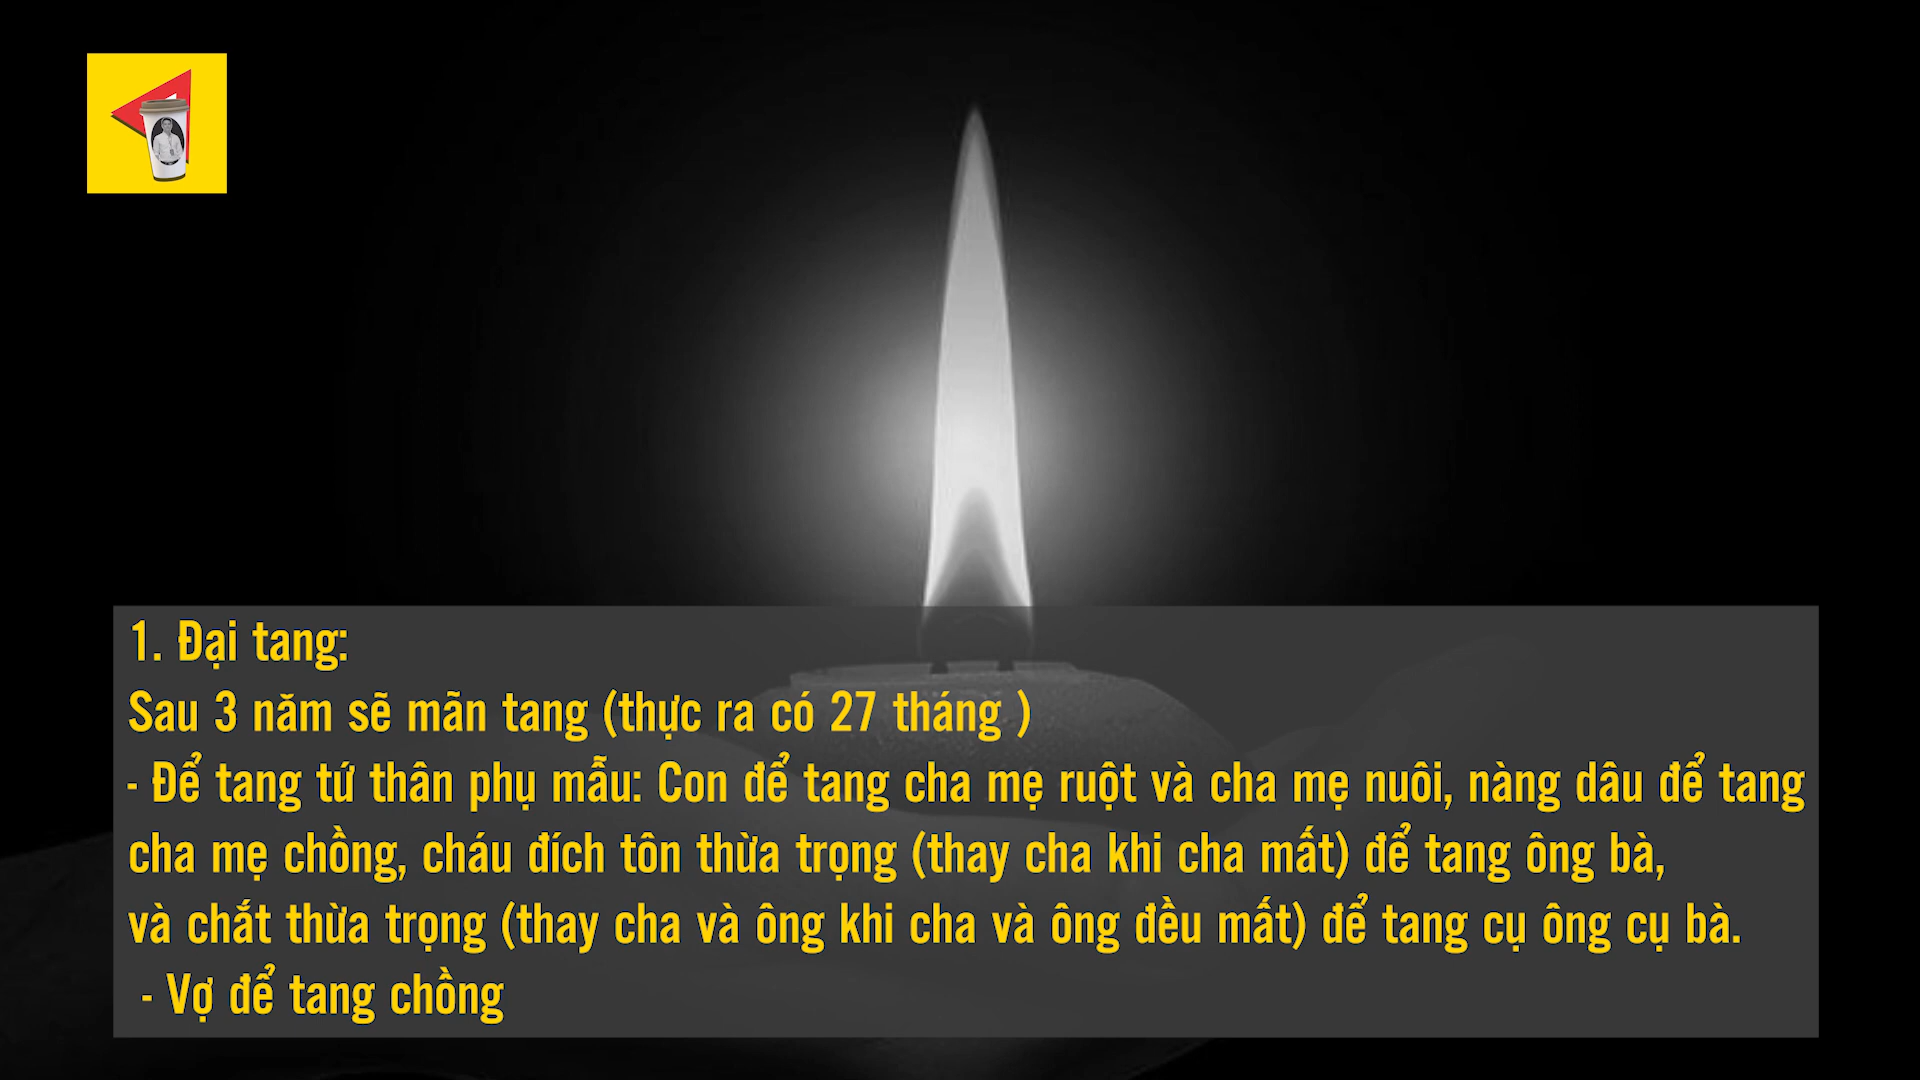 1. Đại tang:
Sau 3 năm sẽ mãn tang (thực ra có 27 tháng )
- Để tang tứ thân phụ mẫu: Con để tang cha mẹ ruột và cha mẹ nuôi, nàng dâu để tang
cha mẹ chồng, cháu đích tôn thừa trọng (thay cha khi cha mất) để tang ông bà,
và chắt thừa trọng (thay cha và ông khi cha và ông đều mất) để tang cụ ông cụ bà.
- Vợ để tang chồng